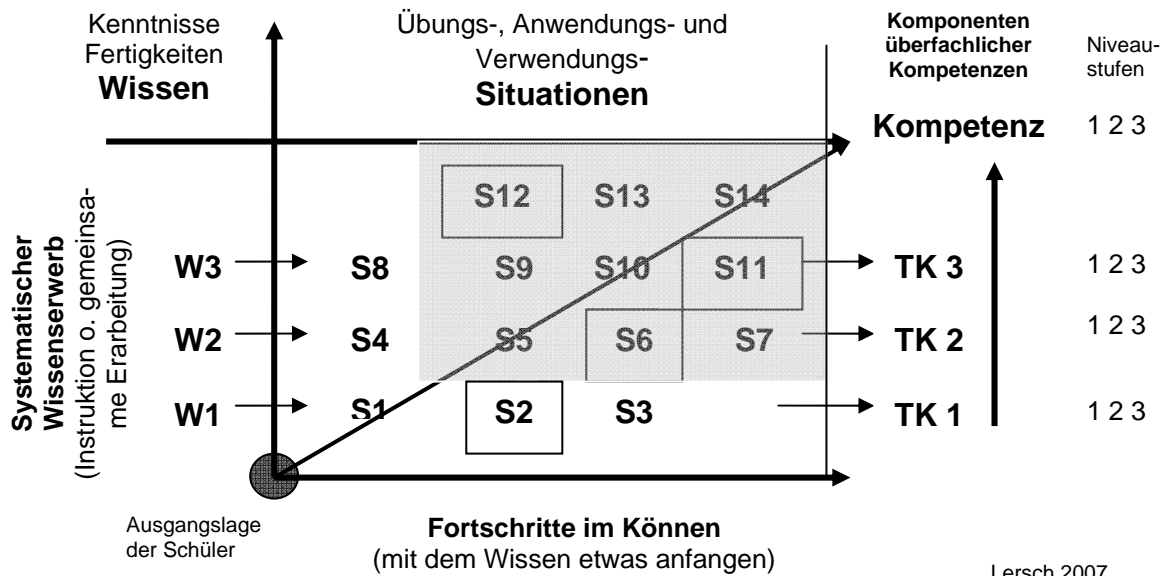 Kenntnisse
Fertigkeiten
Wissen
Übungs-, Anwendungs- und
Verwendungs-
Situationen
Komponenten
überfachlicher
Kompetenzen
Niveau-
stufen
Kompetenz
1 2 3
S12 S13 S14
Systematischer
Wissenserwerb
(Instruktion o. gemeinsa-
me Erarbeitung)
W3 S8 S9 S10 S11 TK 3 1 2 3
W2 S4 S5 S6 S7 TK 2 1 2 3
W1 S1 S2 S3 TK 1 1 2 3
Ausgangslage
der Schüler
Fortschritte im Können
(mit dem Wissen etwas anfangen)
Lersch 2007